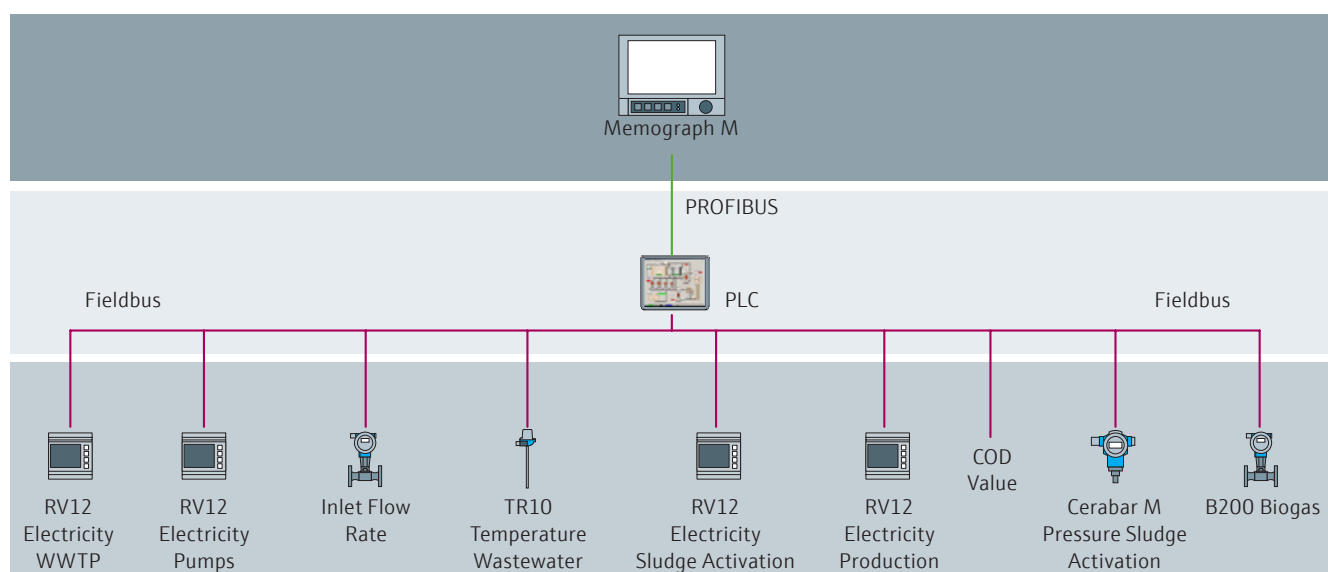 Memograph M
PROFIBUS
PLC
Fieldbus
Fieldbus
RV12
Electricity
WWTP
RV12
Electricity
Pumps
Inlet Flow
Rate
TR10
Temperature
Wastewater
RV12
Electricity
Sludge Activation
RV12
Electricity
Production
COD
Value
Cerabar M
Pressure Sludge
Activation
B200 Biogas